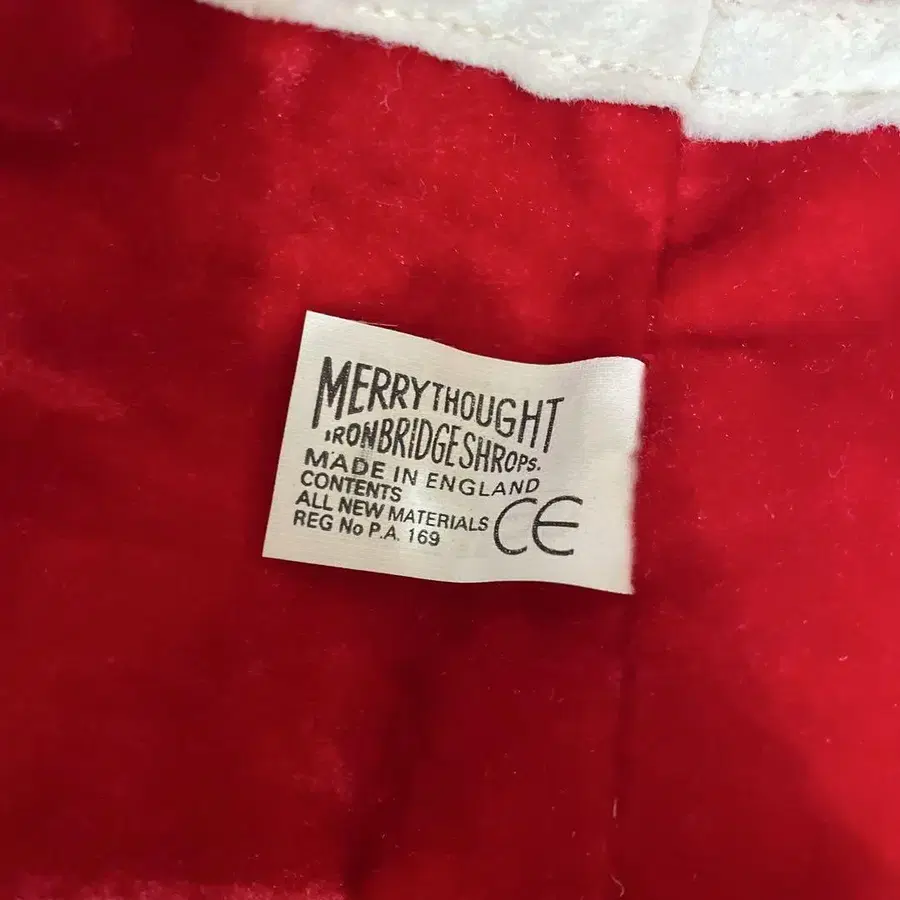 MERRYTHOUGHT
IRONBRIDGE SHROPS.
MADE IN ENGLAND
CONTENTS
ALL NEW MATERIALS
REG No P.A. 169
CE